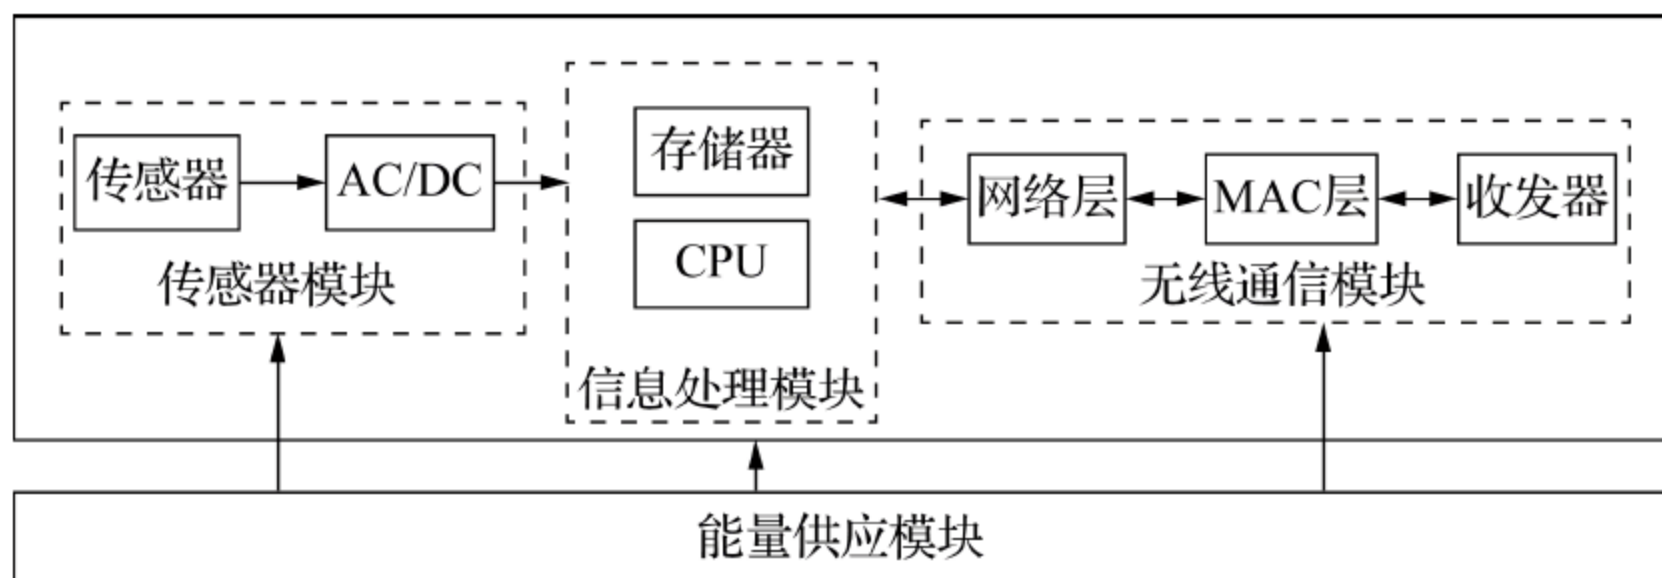 传感器
AC/DC
传感器模块
存储器
CPU
信息处理模块
网络层
MAC层
收发器
无线通信模块
能量供应模块